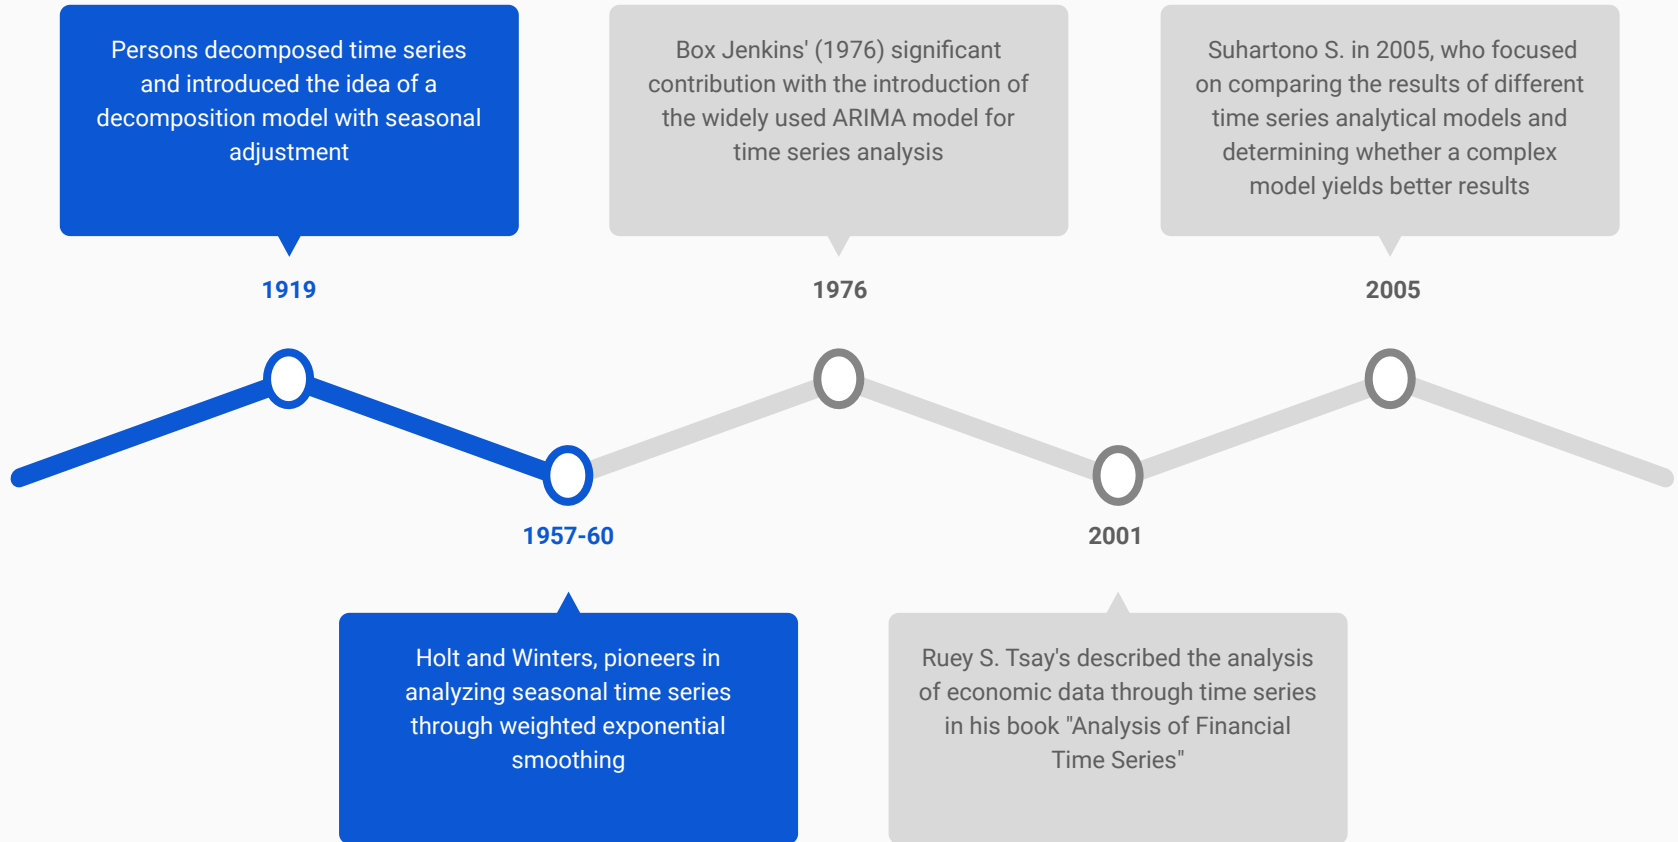 Persons decomposed time series
and introduced the idea of a
decomposition model with seasonal
adjustment
1919
Holt and Winters, pioneers in
analyzing seasonal time series
through weighted exponential
smoothing
1957-60
Box Jenkins' (1976) significant
contribution with the introduction of
the widely used ARIMA model for
time series analysis
1976
Ruey S. Tsay's described the analysis
of economic data through time series
in his book "Analysis of Financial
Time Series"
2001
Suhartono S. in 2005, who focused
on comparing the results of different
time series analytical models and
determining whether a complex
model yields better results
2005